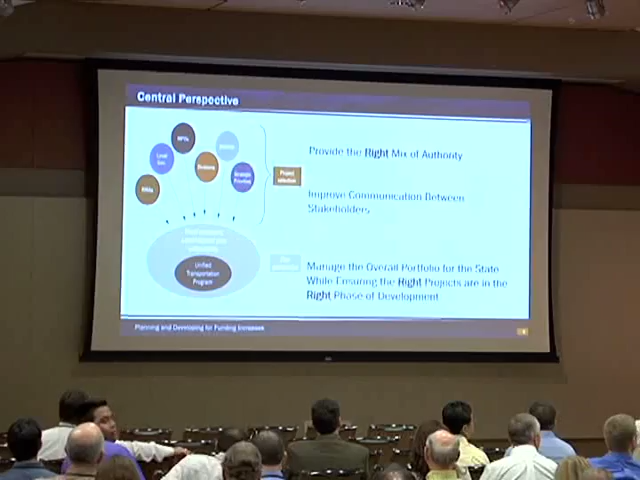 Central Perspective
MPOs
Local Gov.
Divisions
Strategic Priorities
RMAs
Project Selection
Provide the Right Mix of Authority
Improve Communication Between
Stakeholders
Unified
Transportation
Program
Manage the Overall Portfolio for the State
While Ensuring the Right Projects are in the
Right Phase of Development
Planning and Developing for Funding Increases